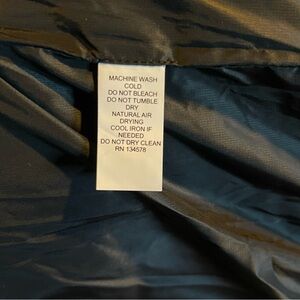 MACHINE WASH
COLD
DO NOT BLEACH
DO NOT TUMBLE
DRY
NATURAL AIR
DRYING
COOL IRON IF
NEEDED
DO NOT DRY CLEAN
RN 134578